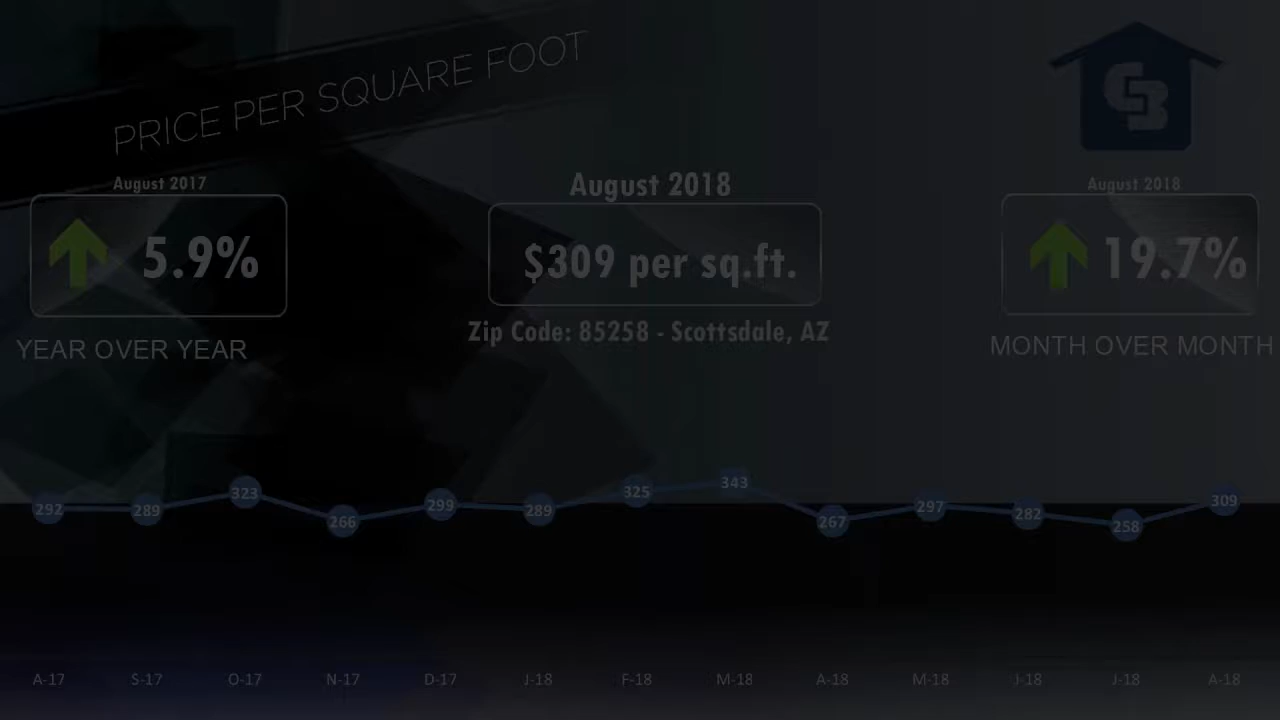 PRICE PER SQUARE FOOT
CB
August 2017
5.9%
YEAR OVER YEAR
August 2018
$309 per sq.ft.
Zip Code: 85258 - Scottsdale, AZ
August 2018
19.7%
MONTH OVER MONTH
292 289 323 266 299 289 325 343 267 297 282 258 309
A-17 S-17 O-17 N-17 D-17 J-18 F-18 M-18 A-18 M-18 J-18 J-18 A-18